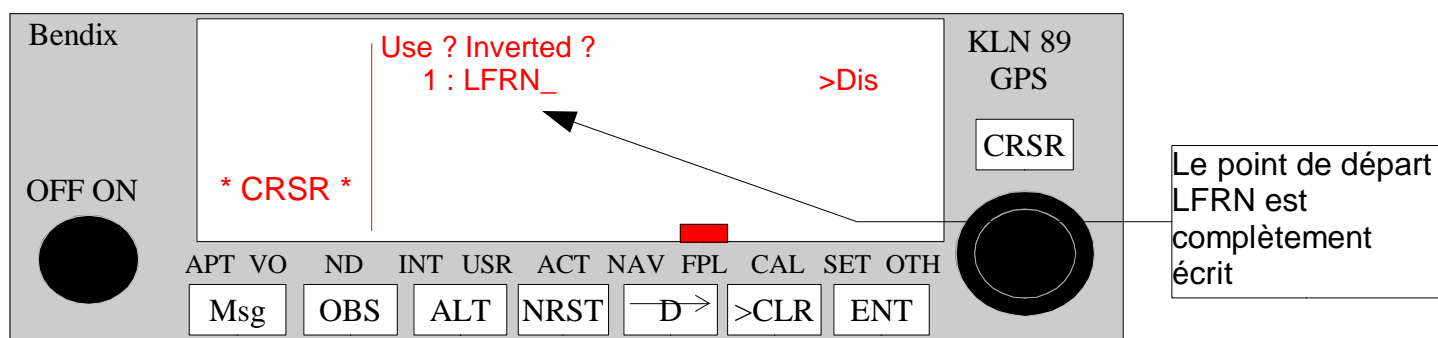 Bendix
Use ? Inverted ?
1 : LFRN_ >Dis
* CRSR *
OFF ON
KLN 89
GPS
CRSR
APT VO ND INT USR ACT NAV FPL CAL SET OTH
Msg OBS ALT NRST D >CLR ENT
Le point de départ
LFRN est
complètement
écrit